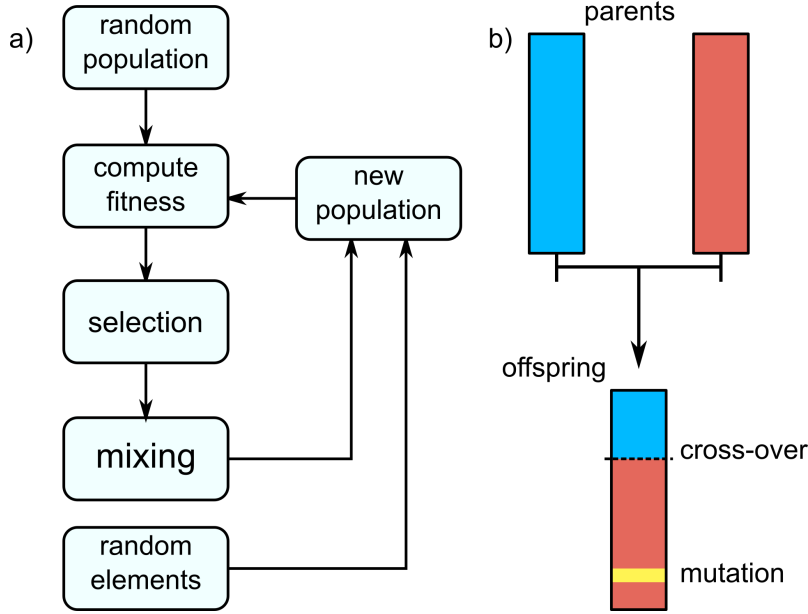 a)
random
population
compute
fitness
new
population
selection
mixing
random
elements
b)
parents
offspring
cross-over
mutation